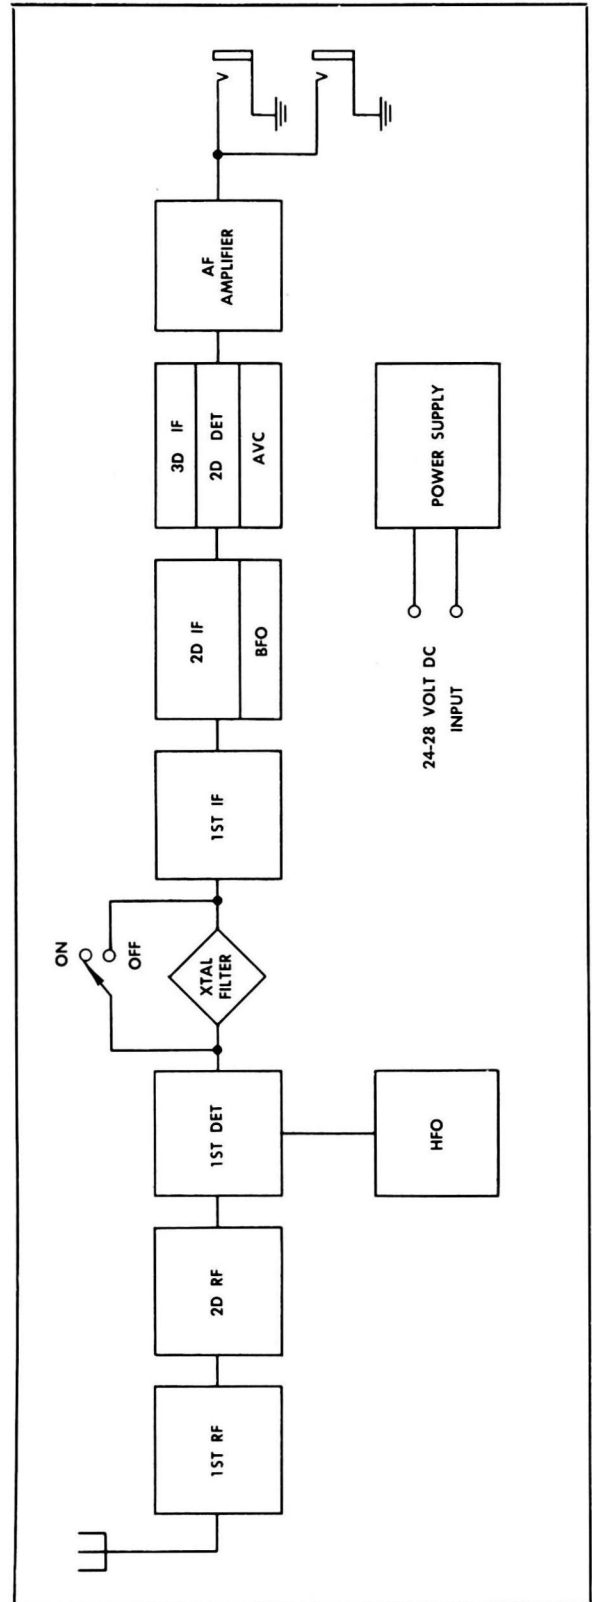 1ST RF
2D RF
1ST DET
HFO
ON
OFF
XTAL
FILTER
1ST IF
2D IF
BFO
3D IF
2D DET
AVC
AF
AMPLIFIER
24-28 VOLT DC
INPUT
POWER SUPPLY